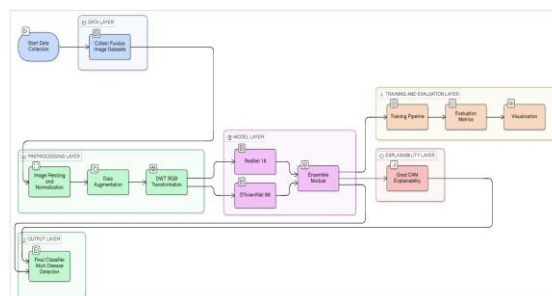 DATA LAYER
Start Data
Collection
Collect Fundus
Image Datasets
TRAINING AND EVALUATION LAYER
Training Pipeline
Evaluation
Metrics
Visualization
MODEL LAYER
ResNet 18
EfficientNet B0
Ensemble
Module
EXPLAINABILITY LAYER
Grad CAM
Explainability
PREPROCESSING LAYER
Image Resizing
and
Normalization
Data
Augmentation
DWT RGB
Transformation
OUTPUT LAYER
Final Classifier
Multi Disease
Detection